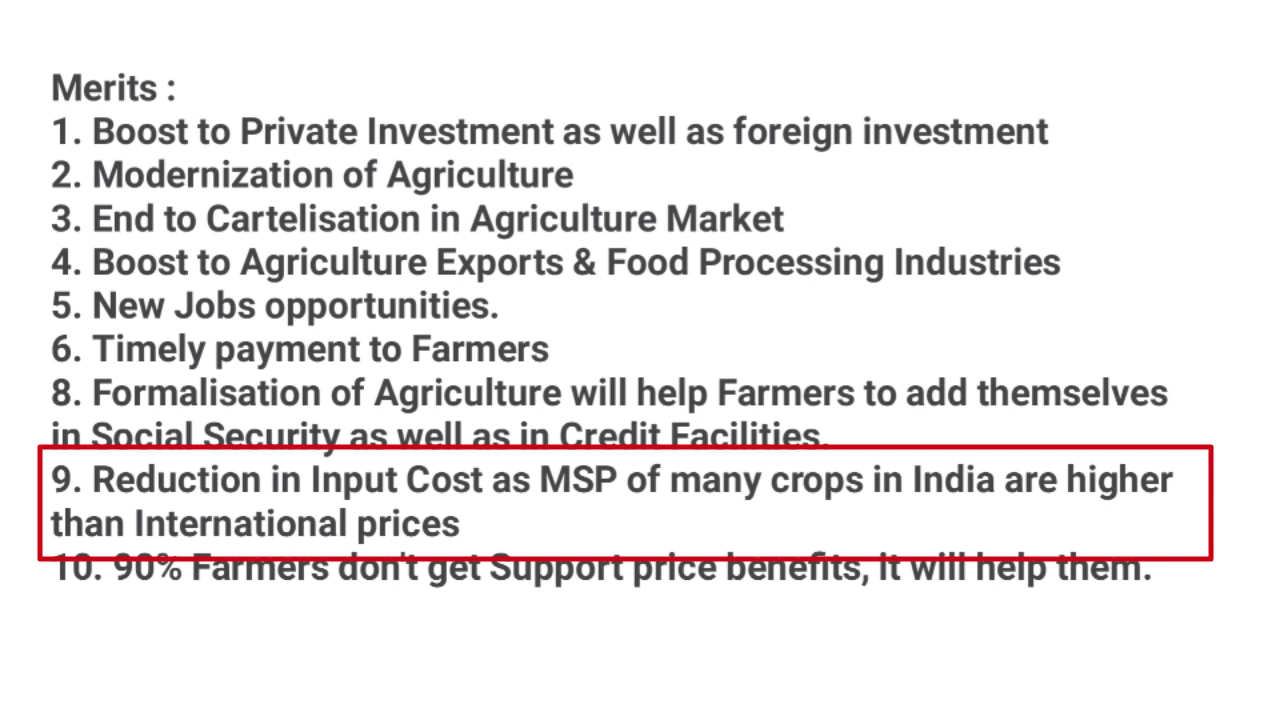 Merits :
1. Boost to Private Investment as well as foreign investment
2. Modernization of Agriculture
3. End to Cartelisation in Agriculture Market
4. Boost to Agriculture Exports & Food Processing Industries
5. New Jobs opportunities.
6. Timely payment to Farmers
8. Formalisation of Agriculture will help Farmers to add themselves
in Social Security as well as in Credit Facilities.
9. Reduction in Input Cost as MSP of many crops in India are higher
than International prices
10. 90% Farmers don't get Support price benefits, it will help them.